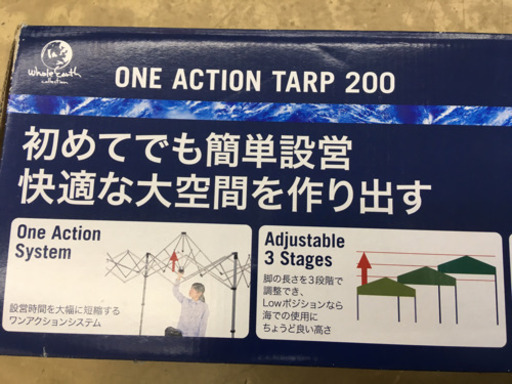 Whole Earth
collection
ONE ACTION TARP 200
初めてでも簡単設営
快適な大空間を作り出す
One Action
System
設営時間を大幅に短縮する
ワンアクションシステム
Adjustable
3 Stages
脚の長さを3段階で
調整でき、
Lowポジションなら
海での使用に
ちょうど良い高さ